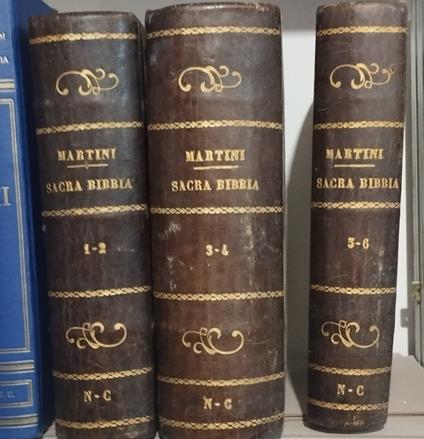 MARTINI
SACRA BIBBIA
1-2
N-C
MARTINI
SACRA BIBBIA
3-4
N-C
MARTINI
SACRA BIBBIA
5-6
N-C